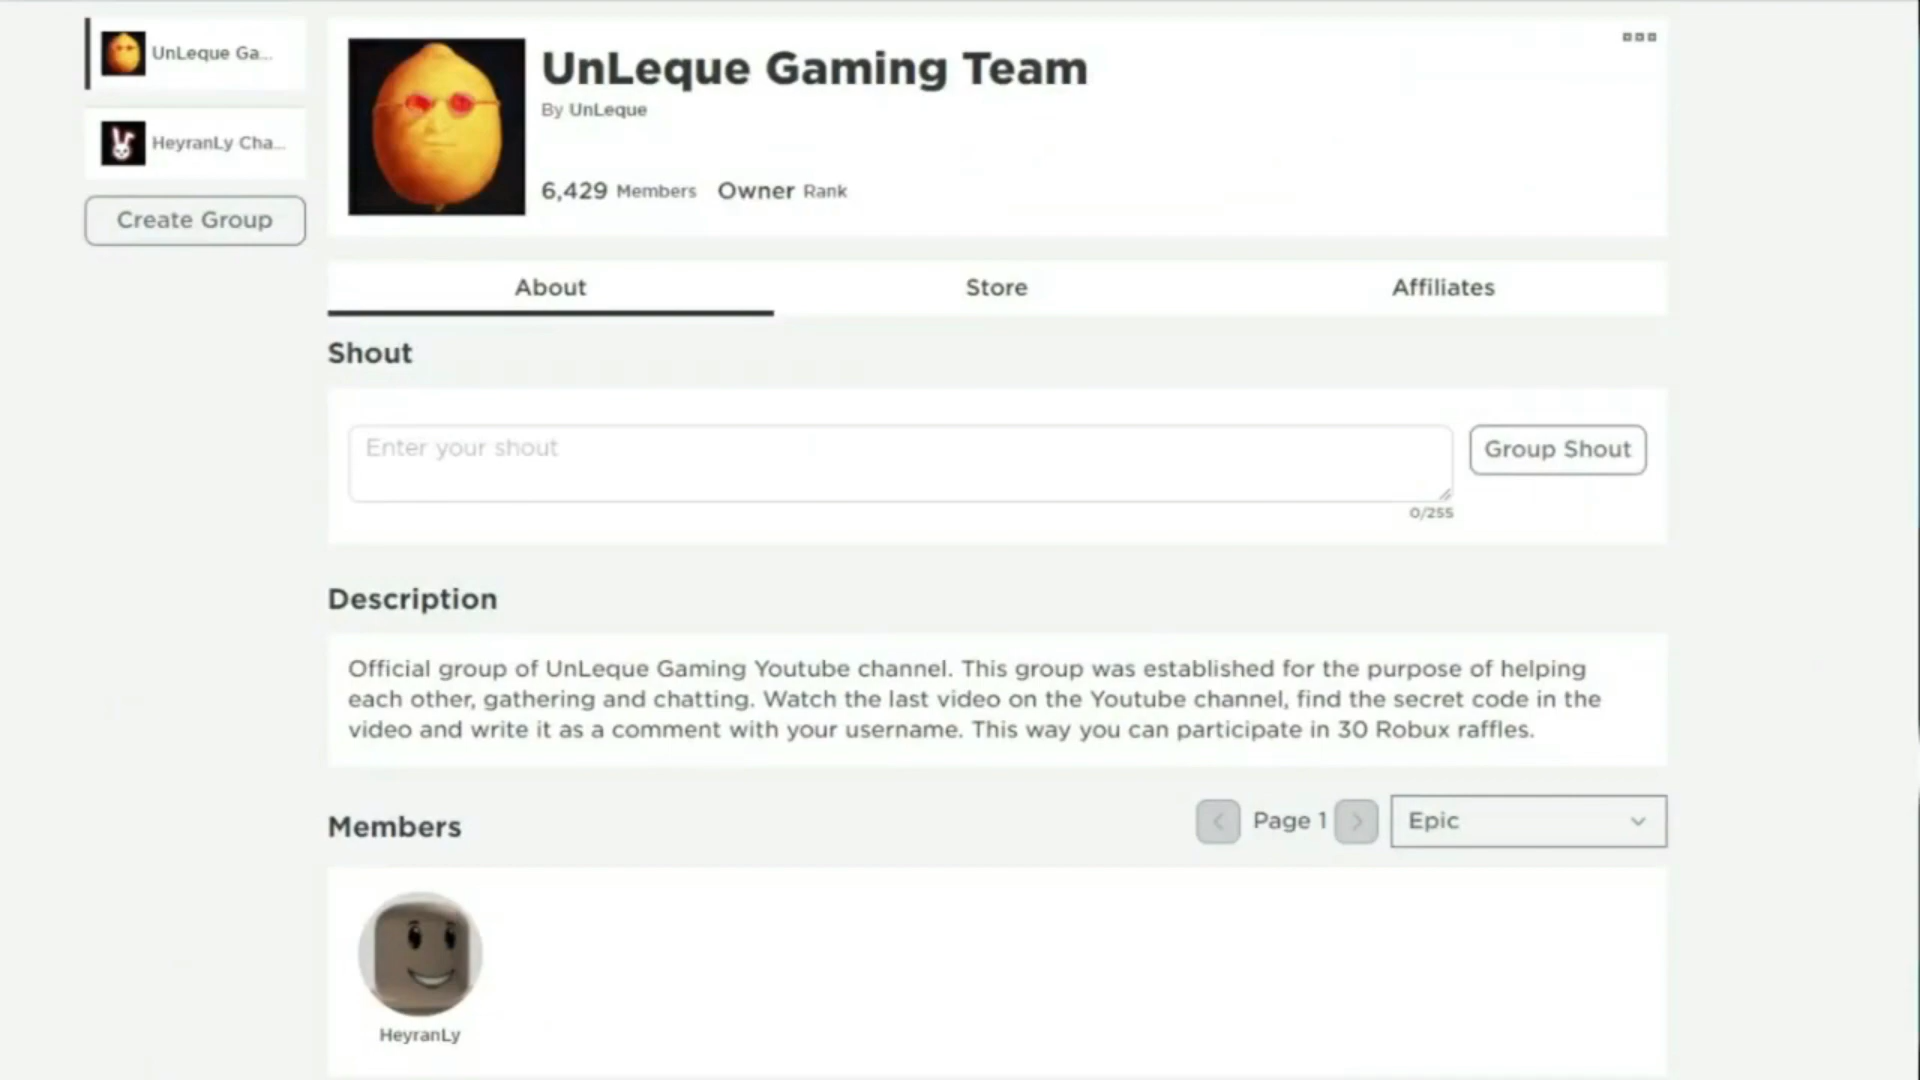 UnLeque Ga...
HeyranLy Cha...
Create Group
UnLeque Gaming Team
By UnLeque
6,429 Members Owner Rank
About Store Affiliates
Shout
Enter your shout
Group Shout
0/255
Description
Official group of UnLeque Gaming Youtube channel. This group was established for the purpose of helping
each other, gathering and chatting. Watch the last video on the Youtube channel, find the secret code in the
video and write it as a comment with your username. This way you can participate in 30 Robux raffles.
Members
Page 1
Epic
HeyranLy